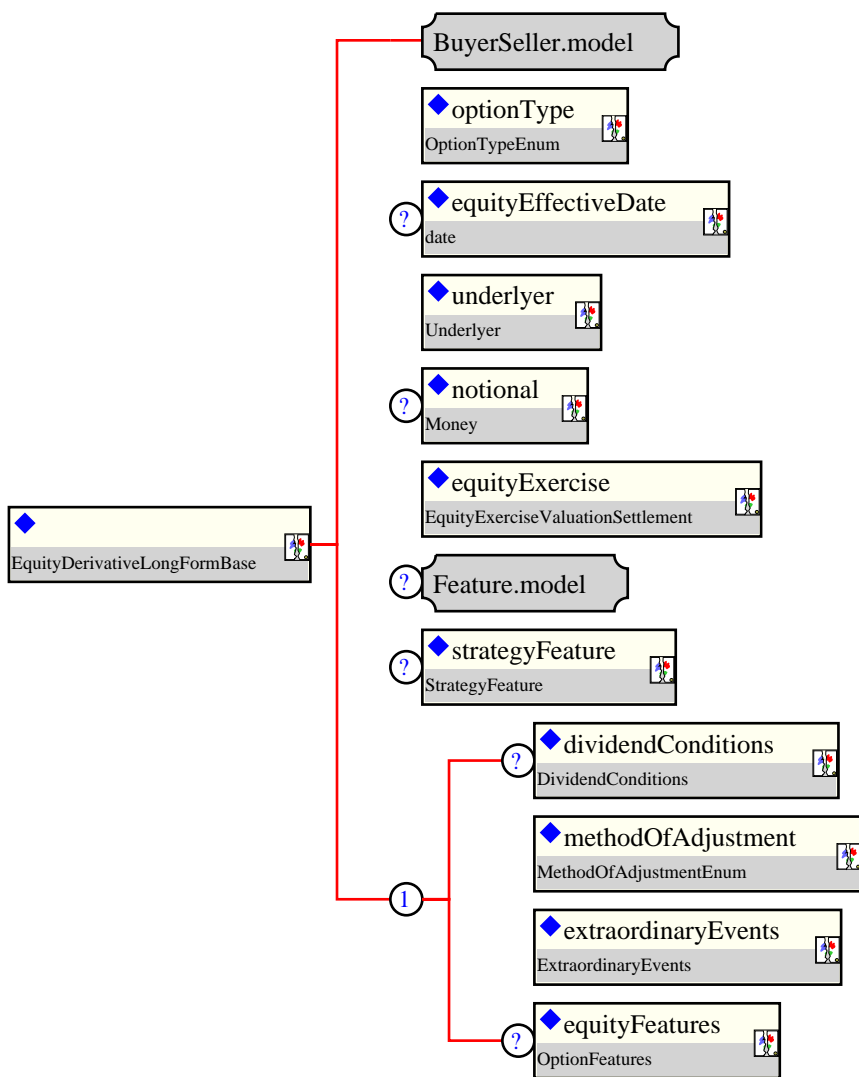 BuyerSeller.model
optionType
OptionTypeEnum
?
equityEffectiveDate
date
underlyer
Underlyer
?
notional
Money
equityExercise
EquityExerciseValuationSettlement
EquityDerivativeLongFormBase
?
Feature.model
?
strategyFeature
StrategyFeature
?
dividendConditions
DividendConditions
methodOfAdjustment
MethodOfAdjustmentEnum
1
extraordinaryEvents
ExtraordinaryEvents
?
equityFeatures
OptionFeatures